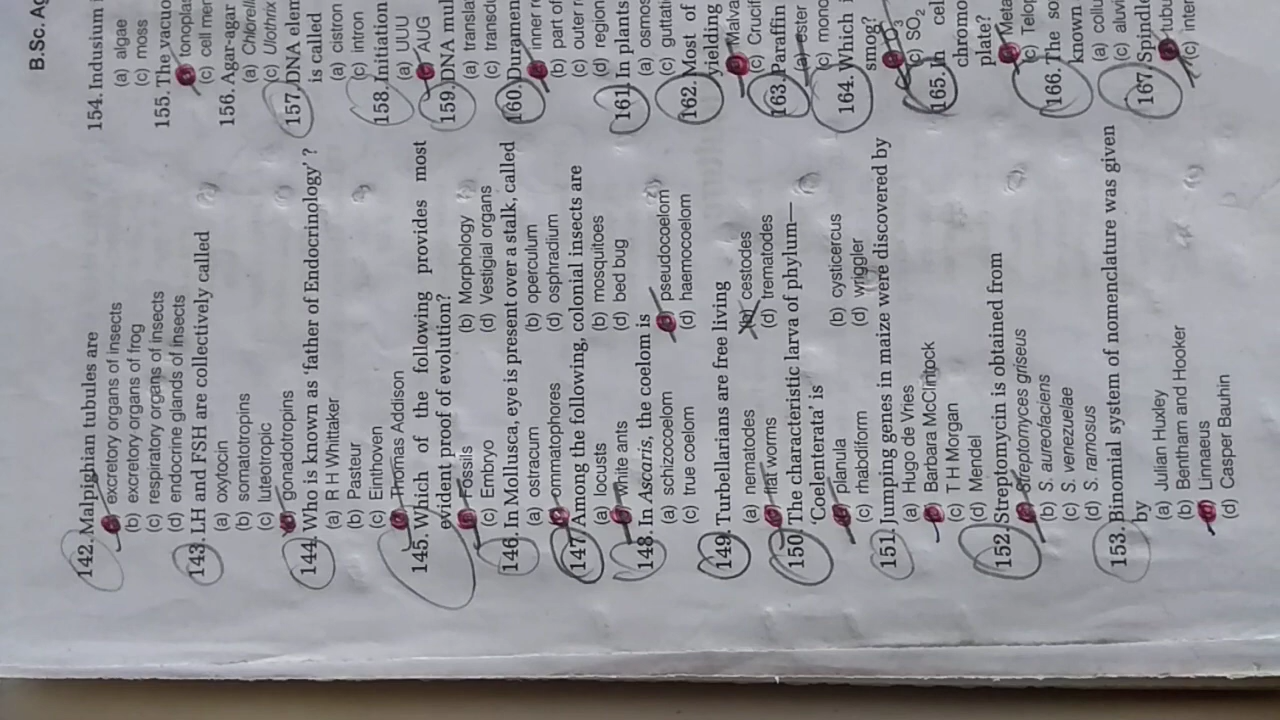 B.Sc. Ag
142. Malpighian tubules are
excretory organs of insects
(b) excretory organs of frog
(c) respiratory organs of insects
(d) endocrine glands of insects
143. LH and FSH are collectively called
(a) oxytocin
(b) somatotropins
(c) luteotropic
gonadotropins
144. Who is known as 'father of Endocrinology' ?
(a) R H Whittaker
(b) Pasteur
(c) Einthoven
Thomas Addison
145. Which of the following provides most
evident proof of evolution?
Fossils (b) Morphology
(c) Embryo (d) Vestigial organs
146. In Mollusca, eye is present over a stalk, called
(a) ostracum (b) operculum
ommatophores (d) osphradium
147. Among the following, colonial insects are
(a) locusts (b) mosquitoes
White ants (d) bed bug
148. In Ascaris, the coelom is
(a) schizocoelom pseudocoelom
(c) true coelom (d) haemocoelom
149. Turbellarians are free living
(a) nematodes (b) cestodes
flat worms (d) trematodes
150. The characteristic larva of phylum—
'Coelenterata' is
planula (b) cysticercus
(c) rhabdiform (d) wriggler
151. Jumping genes in maize were discovered by
(a) Hugo de Vries
Barbara McClintock
(c) T H Morgan
(d) Mendel
152. Streptomycin is obtained from
Streptomyces griseus
(b) S. aureofaciens
(c) S. venezuelae
(d) S. ramosus
153. Binomial system of nomenclature was given
by
(a) Julian Huxley
(b) Bentham and Hooker
Linnaeus
(d) Casper Bauhin
154. Indusium i
(a) algae
(c) moss
155. The vacuo
tonoplas
(c) cell mem
156. Agar-agar
(a) Chlorell
(c) Ulothrix
157. DNA elem
is called
(a) cistron
(c) intron
158. Initiation
(a) UUU
AUG
159. DNA mul
(a) translat
(c) transdu
160. Duramen
inner re
(b) part of
(c) outer r
(d) region
161. In plants
(a) osmos
(c) guttati
162. Most of
yielding
Malva
(c) Crucif
163. Paraffin
(a) ester
(c) mono
164. Which i
smog?
O3
(c) SO2
165. In cel
chromo
plate?
Meta
(c) Telop
166. The so
known
(a) collu
(c) aluvi
167. Spindle
tubu
(c) inter